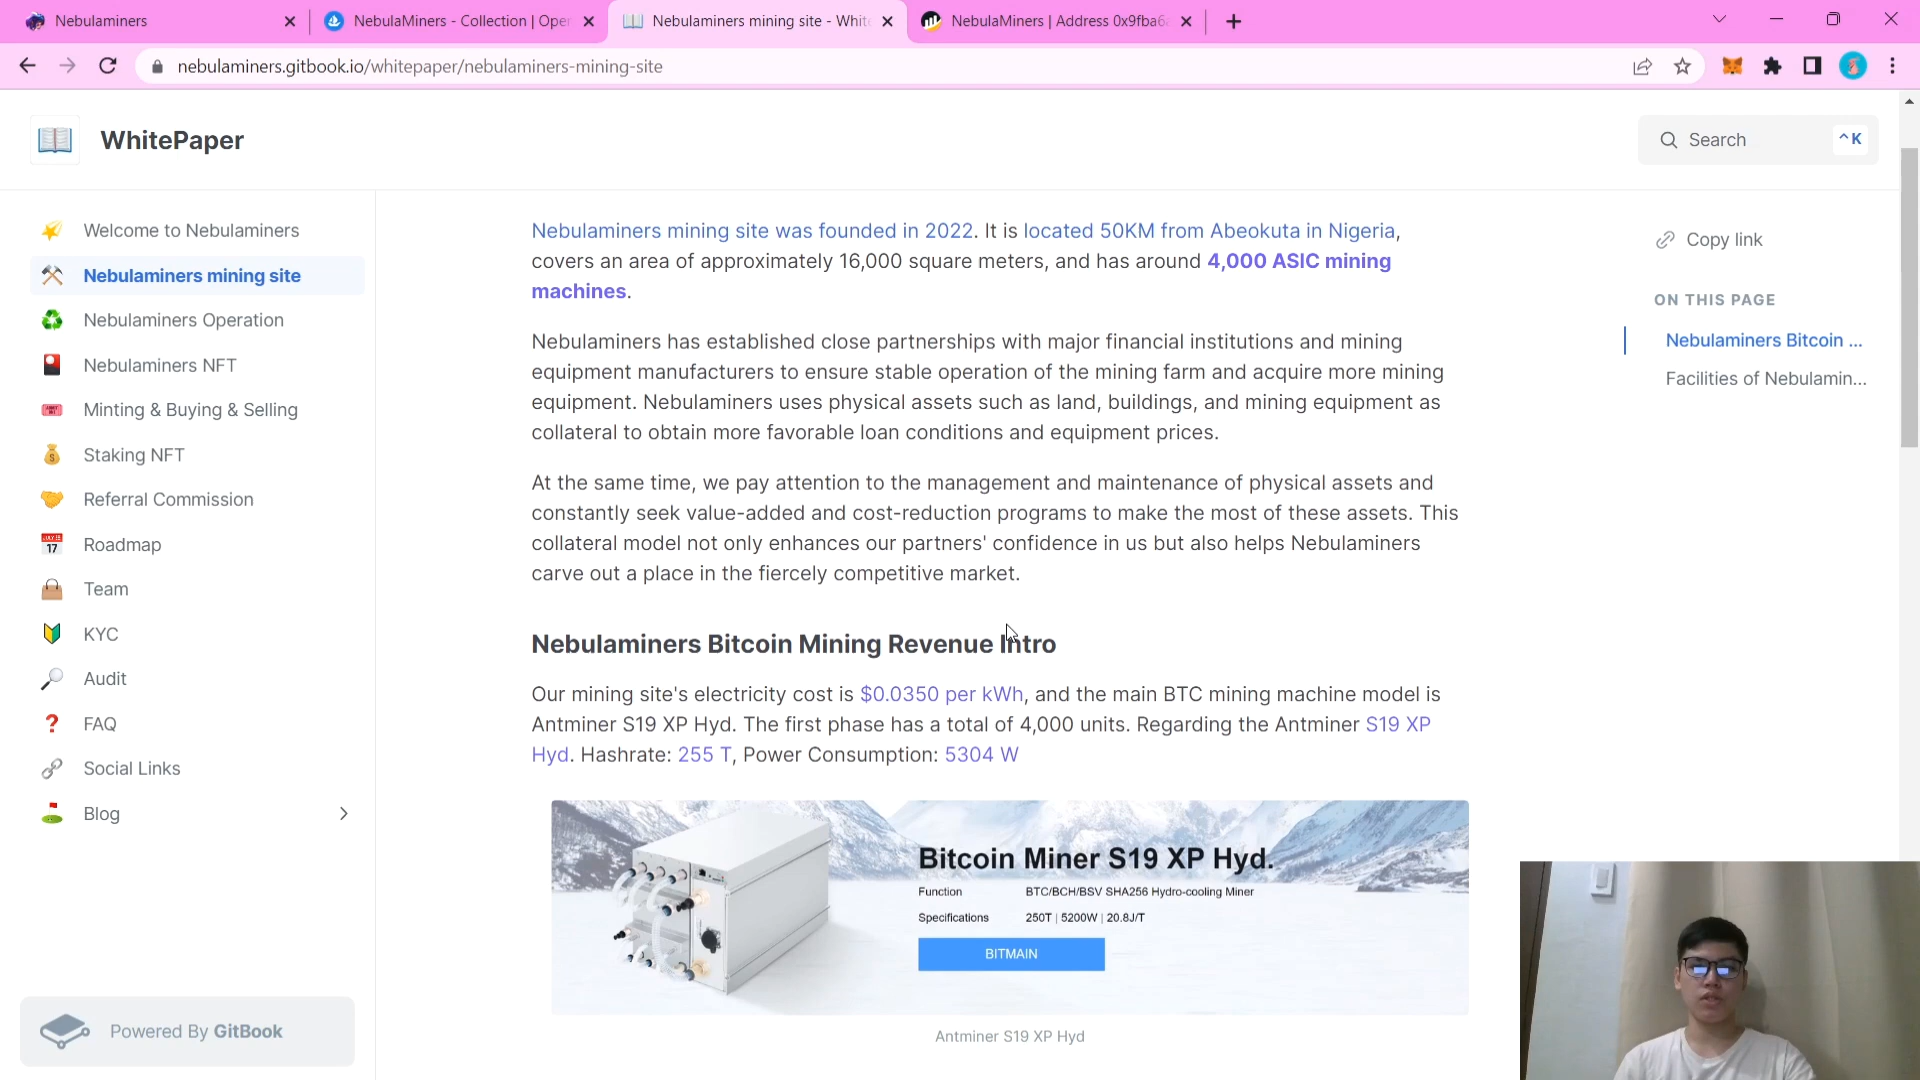 Nebulaminers
NebulaMiners - Collection | Open
Nebulaminers mining site - White
NebulaMiners | Address 0x9fba6
nebulaminers.gitbook.io/whitepaper/nebulaminers-mining-site
WhitePaper
Search
^K
Welcome to Nebulaminers
Nebulaminers mining site
Nebulaminers Operation
Nebulaminers NFT
Minting & Buying & Selling
Staking NFT
Referral Commission
Roadmap
Team
KYC
Audit
FAQ
Social Links
Blog
Powered By GitBook
Nebulaminers mining site was founded in 2022. It is located 50KM from Abeokuta in Nigeria,
covers an area of approximately 16,000 square meters, and has around 4,000 ASIC mining
machines.
Nebulaminers has established close partnerships with major financial institutions and mining
equipment manufacturers to ensure stable operation of the mining farm and acquire more mining
equipment. Nebulaminers uses physical assets such as land, buildings, and mining equipment as
collateral to obtain more favorable loan conditions and equipment prices.
At the same time, we pay attention to the management and maintenance of physical assets and
constantly seek value-added and cost-reduction programs to make the most of these assets. This
collateral model not only enhances our partners' confidence in us but also helps Nebulaminers
carve out a place in the fiercely competitive market.
Nebulaminers Bitcoin Mining Revenue Intro
Our mining site's electricity cost is $0.0350 per kWh, and the main BTC mining machine model is
Antminer S19 XP Hyd. The first phase has a total of 4,000 units. Regarding the Antminer S19 XP
Hyd. Hashrate: 255 T, Power Consumption: 5304 W
Bitcoin Miner S19 XP Hyd.
Function BTC/BCH/BSV SHA256 Hydro-cooling Miner
Specifications 250T | 5200W | 20.8J/T
BITMAIN
Antminer S19 XP Hyd
Copy link
ON THIS PAGE
Nebulaminers Bitcoin ...
Facilities of Nebulamin...